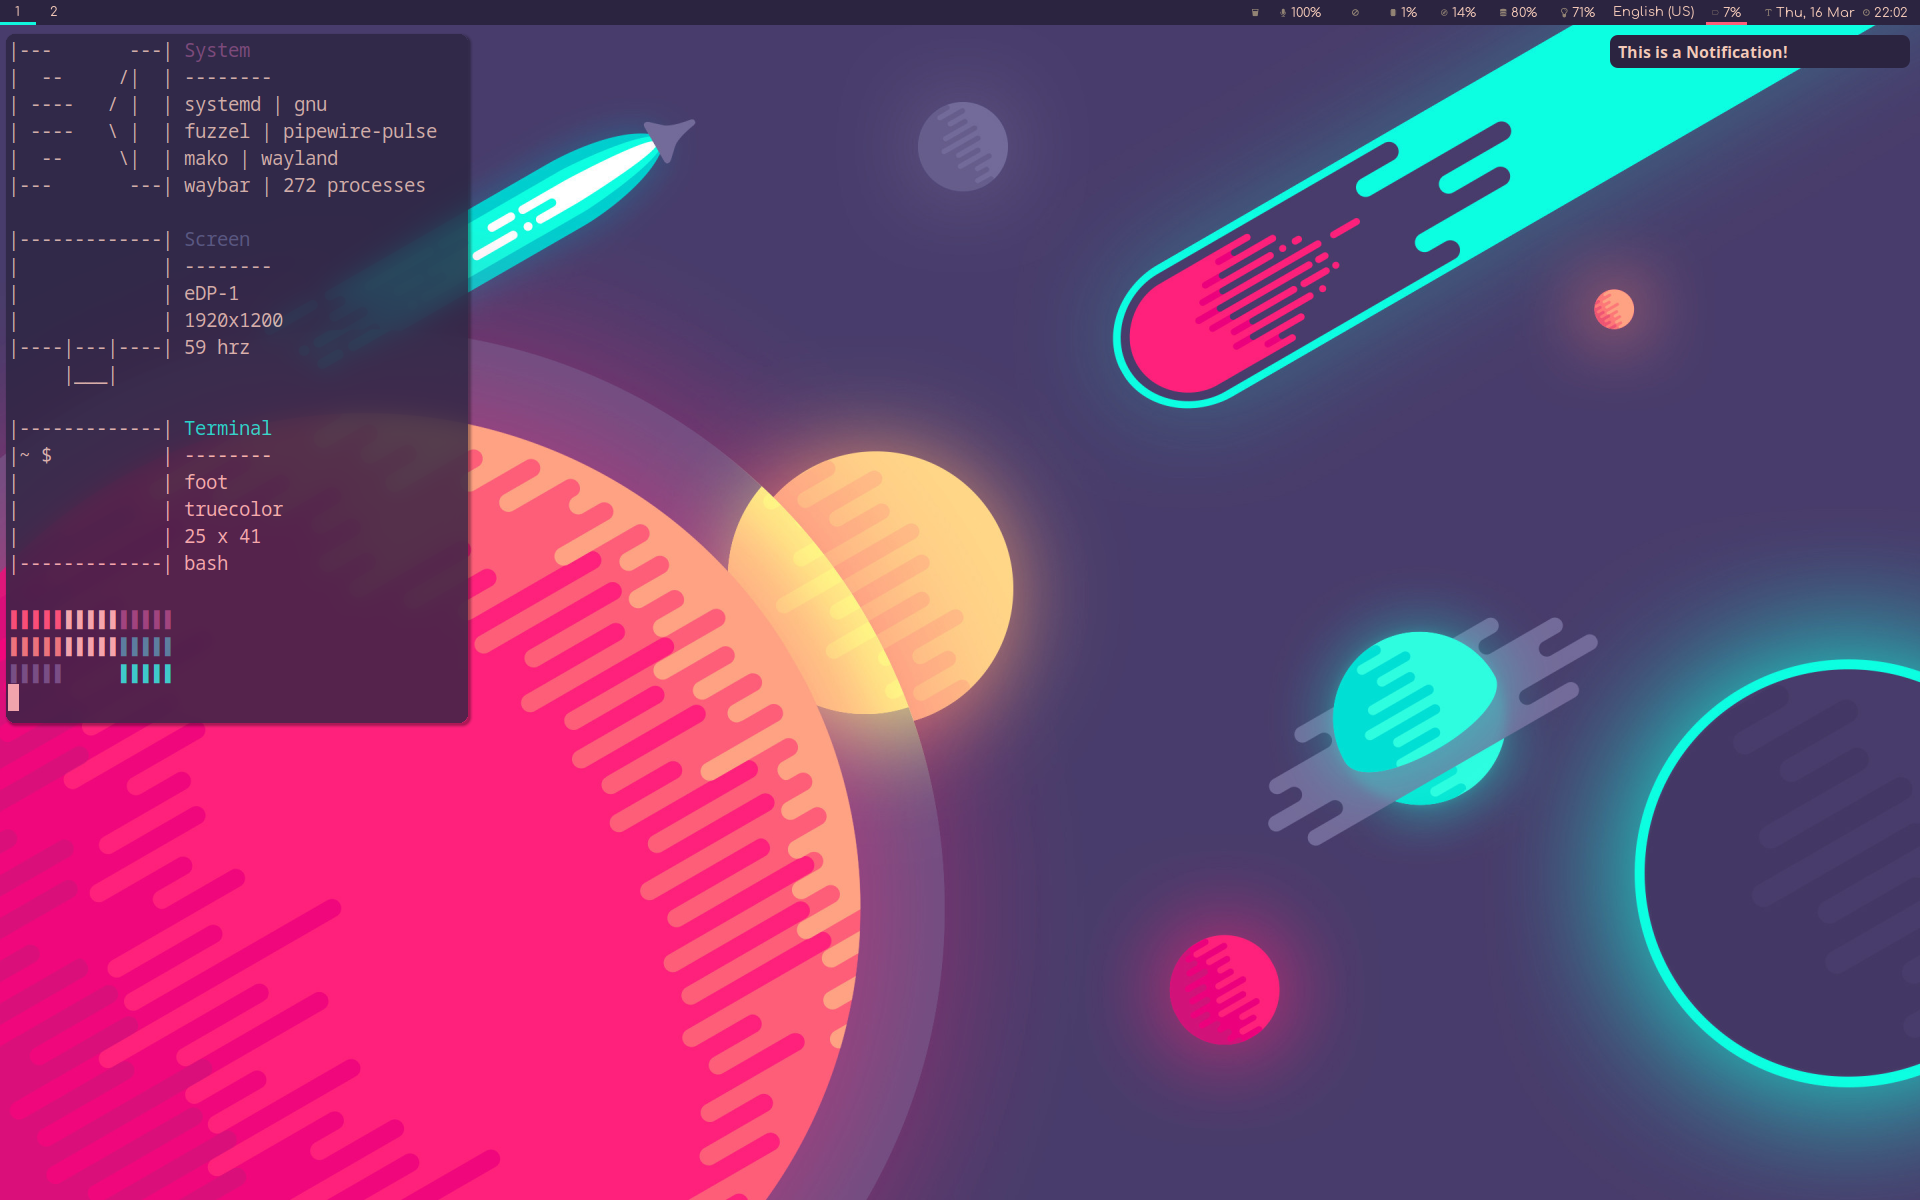 1 2 100% 1% 14% 80% 71% English (US) 7% Thu, 16 Mar 22:02
This is a Notification!
|---       ---| System
|  --     /|  | --------
| ----   / |  | systemd | gnu
| ----   \ |  | fuzzel | pipewire-pulse
|  --     \|  | mako | wayland
|---       ---| waybar | 272 processes
|-------------| Screen
|             | --------
|             | eDP-1
|             | 1920x1200
|----|---|----| 59 hrz
     |___|
|-------------| Terminal
|~ $          | --------
|             | foot
|             | truecolor
|             | 25 x 41
|-------------| bash